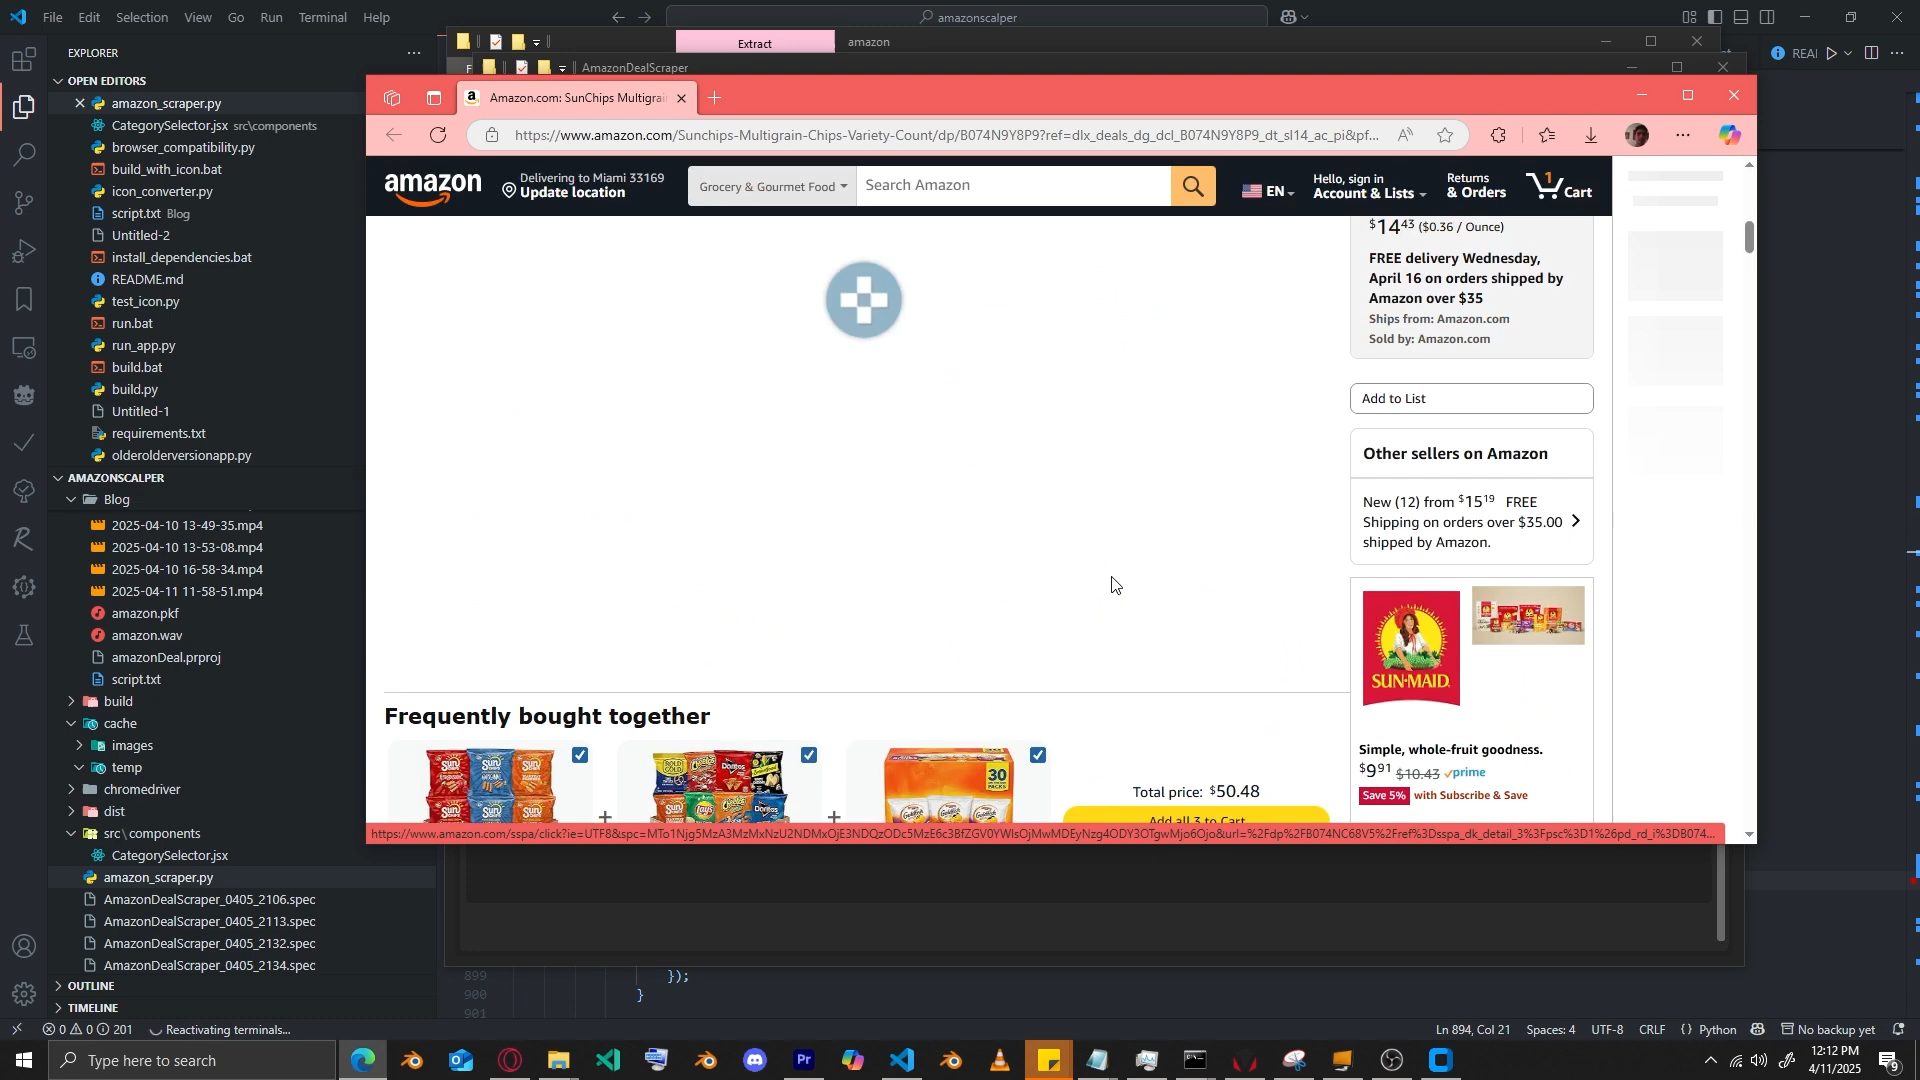 File Edit Selection View Go Run Terminal Help
amazonscalper
EXPLORER
OPEN EDITORS
amazon_scraper.py
CategorySelector.jsx src\components
browser_compatibility.py
build_with_icon.bat
icon_converter.py
script.txt Blog
Untitled-2
install_dependencies.bat
README.md
test_icon.py
run.bat
run_app.py
build.bat
build.py
Untitled-1
requirements.txt
olderolderversionapp.py
AMAZONSCALPER
Blog
2025-04-10 13-49-35.mp4
2025-04-10 13-53-08.mp4
2025-04-10 16-58-34.mp4
2025-04-11 11-58-51.mp4
amazon.pkf
amazon.wav
amazonDeal.prproj
script.txt
build
cache
images
temp
chromedriver
dist
src\components
CategorySelector.jsx
amazon_scraper.py
AmazonDealScraper_0405_2106.spec
AmazonDealScraper_0405_2113.spec
AmazonDealScraper_0405_2132.spec
AmazonDealScraper_0405_2134.spec
OUTLINE
TIMELINE
Extract
amazon
F
AmazonDealScraper
REAI
Amazon.com: SunChips Multigrai
https://www.amazon.com/Sunchips-Multigrain-Chips-Variety-Count/dp/B074N9Y8P9?ref=dlx_deals_dg_dcl_B074N9Y8P9_dt_sl14_ac_pi&pf...
amazon
Delivering to Miami 33169
Update location
Grocery & Gourmet Food
Search Amazon
EN
Hello, sign in
Account & Lists
Returns
& Orders
1
Cart
$14 43 ($0.36 / Ounce)
FREE delivery Wednesday,
April 16 on orders shipped by
Amazon over $35
Ships from: Amazon.com
Sold by: Amazon.com
Add to List
Other sellers on Amazon
New (12) from $15 19 FREE
Shipping on orders over $35.00
shipped by Amazon.
SUN-MAID
Simple, whole-fruit goodness.
$9 91 $10.43 prime
Save 5% with Subscribe & Save
Frequently bought together
30
Total price: $50.48
Add all 3 to Cart
899 });
900 }
901
0 0 201 Reactivating terminals...
Ln 894, Col 21 Spaces: 4 UTF-8 CRLF {} Python No backup yet
Type here to search
Pr
12:12 PM
4/11/2025
9